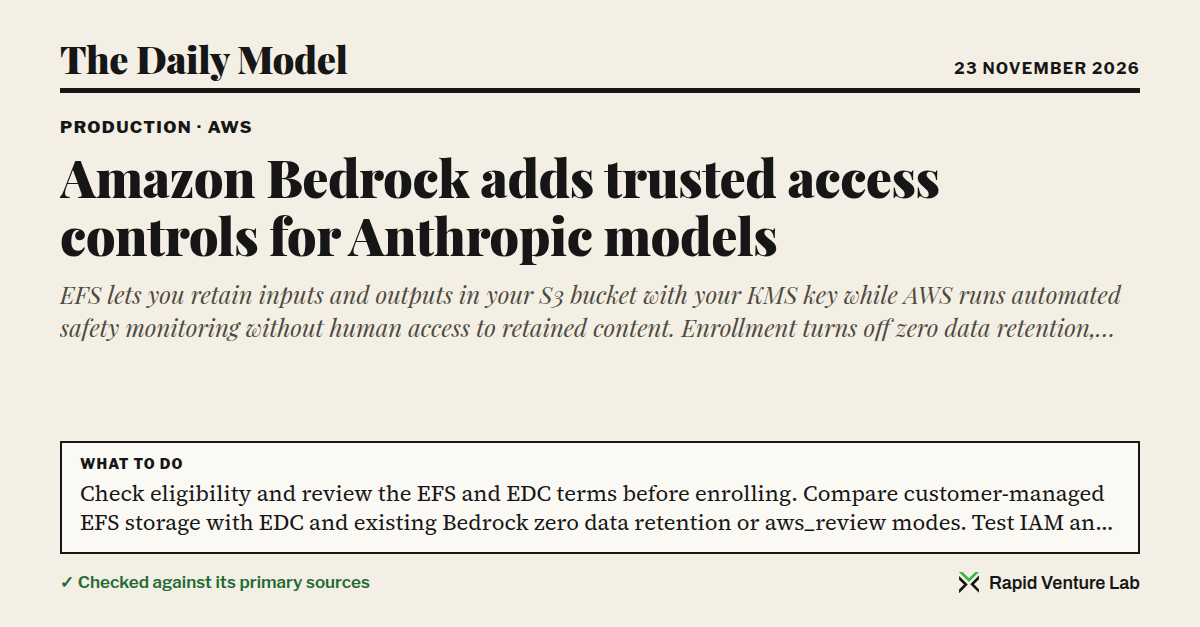 The Daily Model
23 NOVEMBER 2026
PRODUCTION · AWS
Amazon Bedrock adds trusted access
controls for Anthropic models
EFS lets you retain inputs and outputs in your S3 bucket with your KMS key while AWS runs automated
safety monitoring without human access to retained content. Enrollment turns off zero data retention,…
WHAT TO DO
Check eligibility and review the EFS and EDC terms before enrolling. Compare customer-managed
EFS storage with EDC and existing Bedrock zero data retention or aws_review modes. Test IAM an…
✓ Checked against its primary sources
Rapid Venture Lab